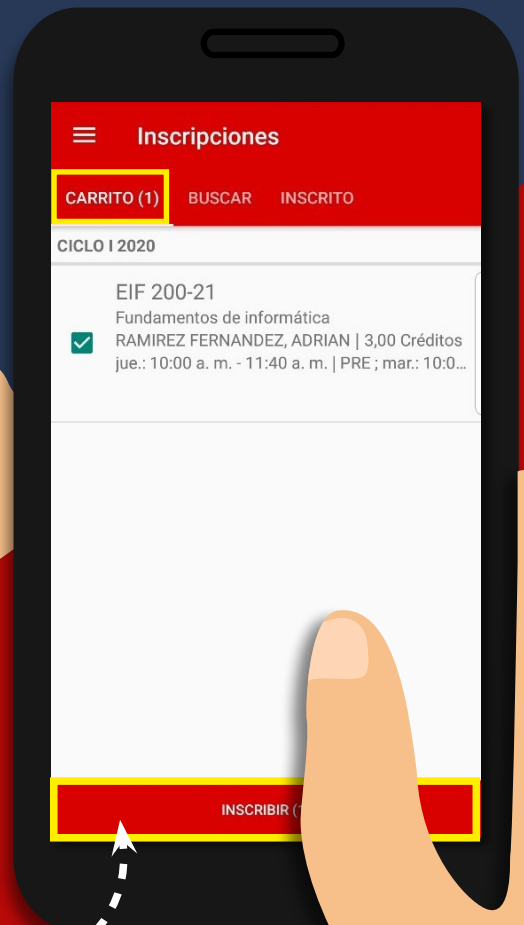 Inscripciones
CARRITO (1) BUSCAR INSCRITO
CICLO I 2020
EIF 200-21
Fundamentos de informática
RAMIREZ FERNANDEZ, ADRIAN | 3,00 Créditos
jue.: 10:00 a. m. - 11:40 a. m. | PRE ; mar.: 10:0...
INSCRIBIR